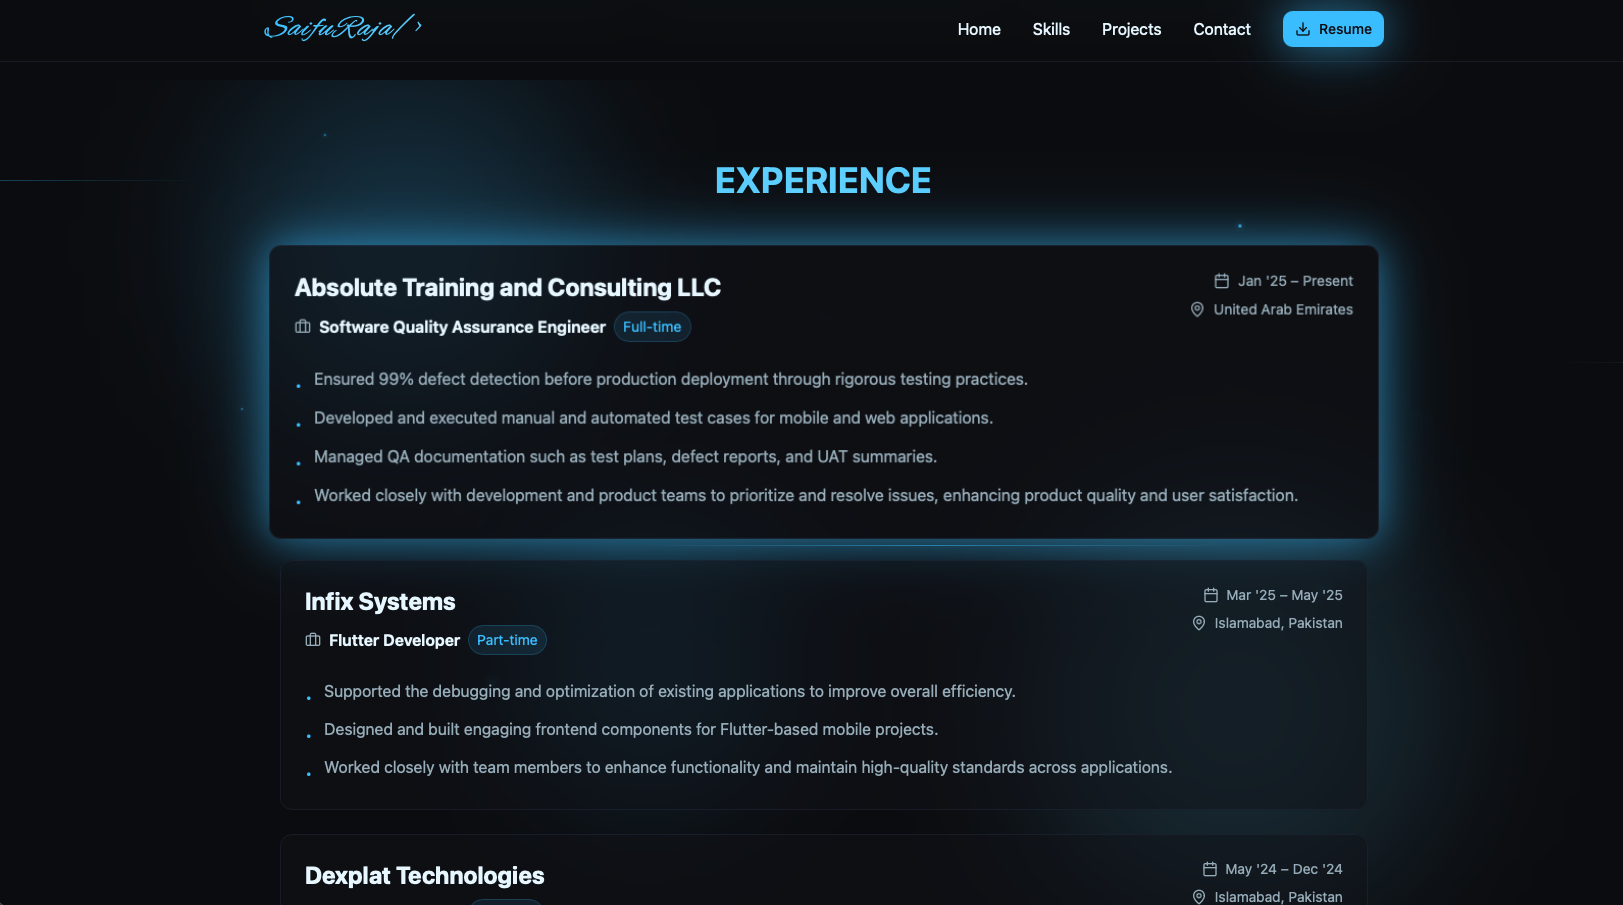 SaifuRaja/>
Home Skills Projects Contact Resume
EXPERIENCE
Absolute Training and Consulting LLC
Jan '25 – Present
Software Quality Assurance Engineer Full-time
United Arab Emirates
Ensured 99% defect detection before production deployment through rigorous testing practices.
Developed and executed manual and automated test cases for mobile and web applications.
Managed QA documentation such as test plans, defect reports, and UAT summaries.
Worked closely with development and product teams to prioritize and resolve issues, enhancing product quality and user satisfaction.
Infix Systems
Mar '25 – May '25
Flutter Developer Part-time
Islamabad, Pakistan
Supported the debugging and optimization of existing applications to improve overall efficiency.
Designed and built engaging frontend components for Flutter-based mobile projects.
Worked closely with team members to enhance functionality and maintain high-quality standards across applications.
Dexplat Technologies
May '24 – Dec '24
Islamabad, Pakistan